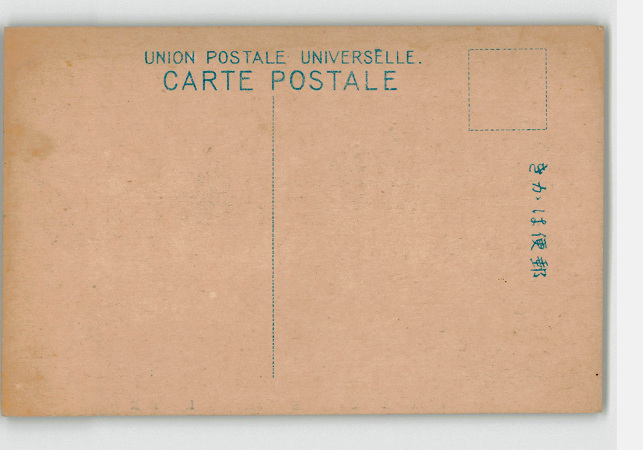 UNION POSTALE UNIVERSELLE.
CARTE POSTALE
きかは便郵